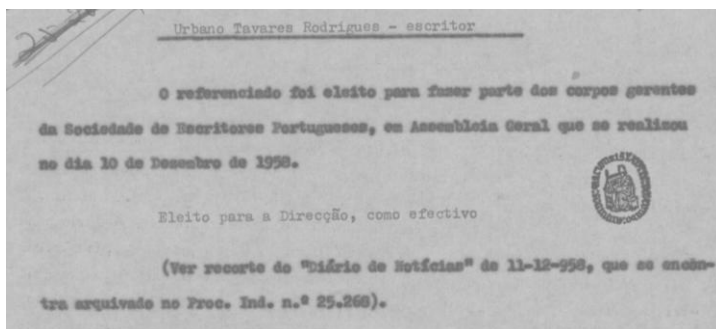 Urbano Tavares Rodrigues - escritor
O referenciado foi eleito para fazer parte dos corpos gerentes
da Sociedade de Escritores Portugueses, em Assembleia Geral que se realizou
no dia 10 de Dezembro de 1958.
Eleito para a Direcção, como efectivo
(Ver recorte do "Diário de Notícias" de 11-12-958, que se encon-
tra arquivado no Proc. Ind. n.º 25.268).